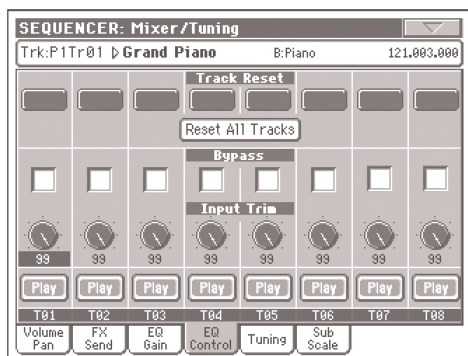 SEQUENCER: Mixer/Tuning
Trk:P1Tr01 ▷Grand Piano B:Piano 121.003.000
Track Reset
Reset All Tracks
Bypass
Input Trim
99 99 99 99 99 99 99 99
Play Play Play Play Play Play Play Play
T01 T02 T03 T04 T05 T06 T07 T08
Volume Pan FX Send EQ Gain EQ Control Tuning Sub Scale